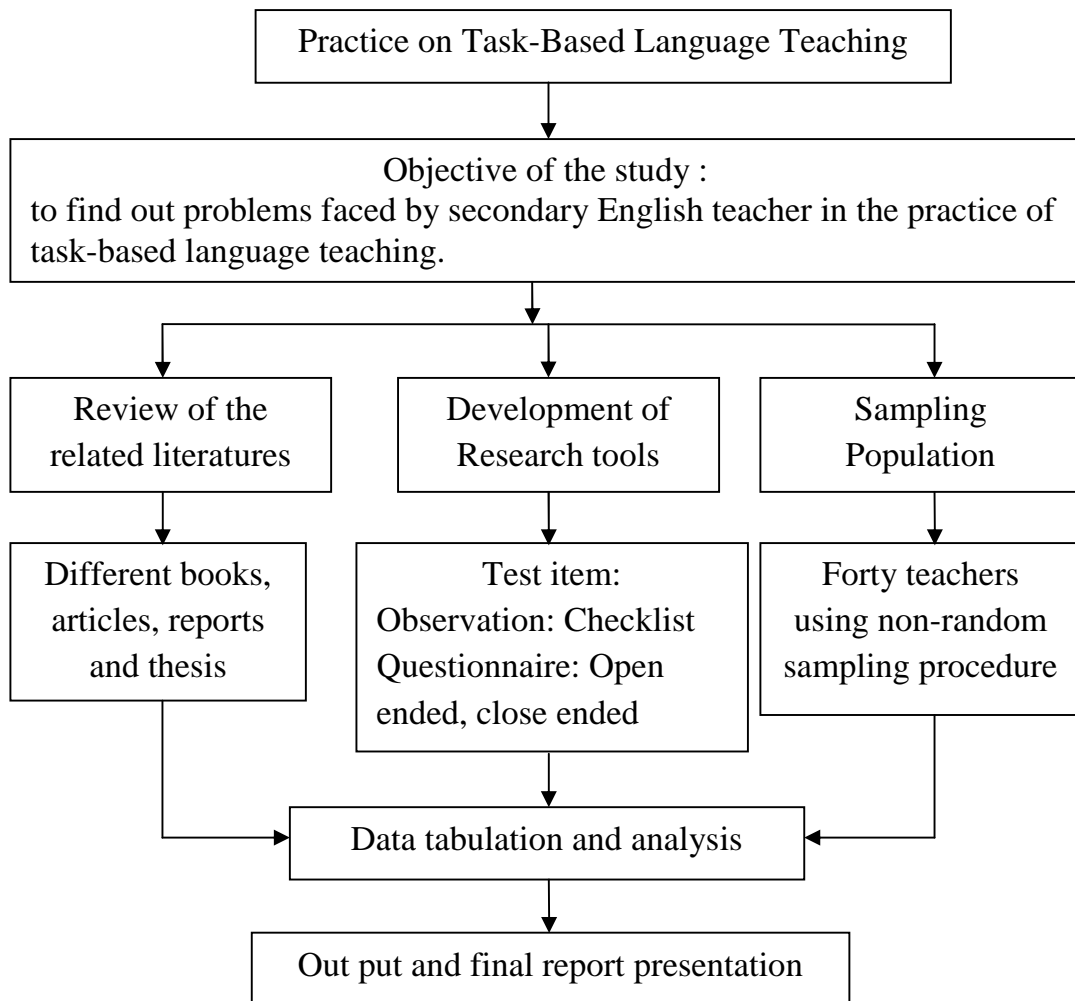 Practice on Task-Based Language Teaching
Objective of the study :
to find out problems faced by secondary English teacher in the practice of
task-based language teaching.
Review of the
related literatures
Development of
Research tools
Sampling
Population
Different books,
articles, reports
and thesis
Test item:
Observation: Checklist
Questionnaire: Open
ended, close ended
Forty teachers
using non-random
sampling procedure
Data tabulation and analysis
Out put and final report presentation